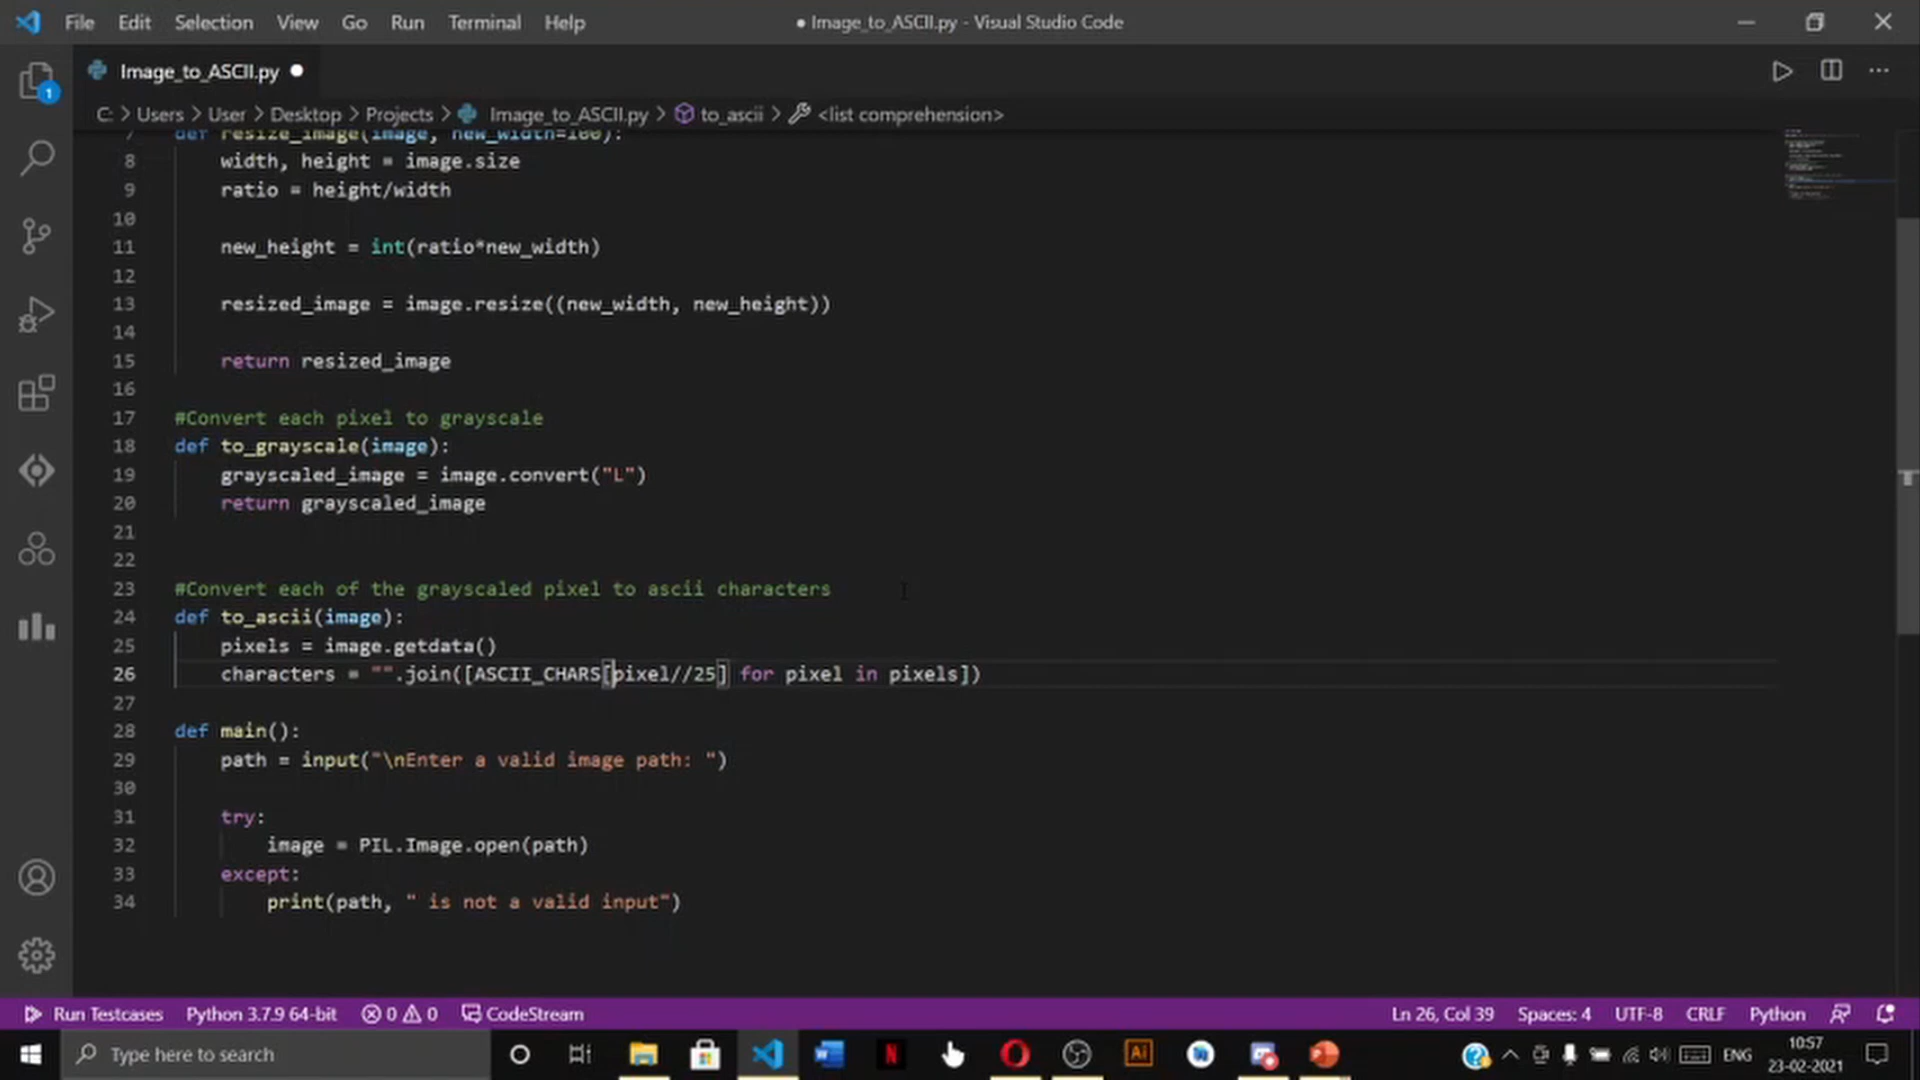 File Edit Selection View Go Run Terminal Help ● Image_to_ASCII.py - Visual Studio Code
Image_to_ASCII.py ●
1
C: > Users > User > Desktop > Projects > Image_to_ASCII.py > to_ascii > <list comprehension>
7 def resize_image(image, new_width=100):
8 width, height = image.size
9 ratio = height/width
10
11 new_height = int(ratio*new_width)
12
13 resized_image = image.resize((new_width, new_height))
14
15 return resized_image
16
17 #Convert each pixel to grayscale
18 def to_grayscale(image):
19 grayscaled_image = image.convert("L")
20 return grayscaled_image
21
22
23 #Convert each of the grayscaled pixel to ascii characters
24 def to_ascii(image):
25 pixels = image.getdata()
26 characters = "".join([ASCII_CHARS[pixel//25] for pixel in pixels])
27
28 def main():
29 path = input("\nEnter a valid image path: ")
30
31 try:
32 image = PIL.Image.open(path)
33 except:
34 print(path, " is not a valid input")
Run Testcases Python 3.7.9 64-bit 0 0 CodeStream Ln 26, Col 39 Spaces: 4 UTF-8 CRLF Python
Type here to search N Ai ENG 10:57
23-02-2021